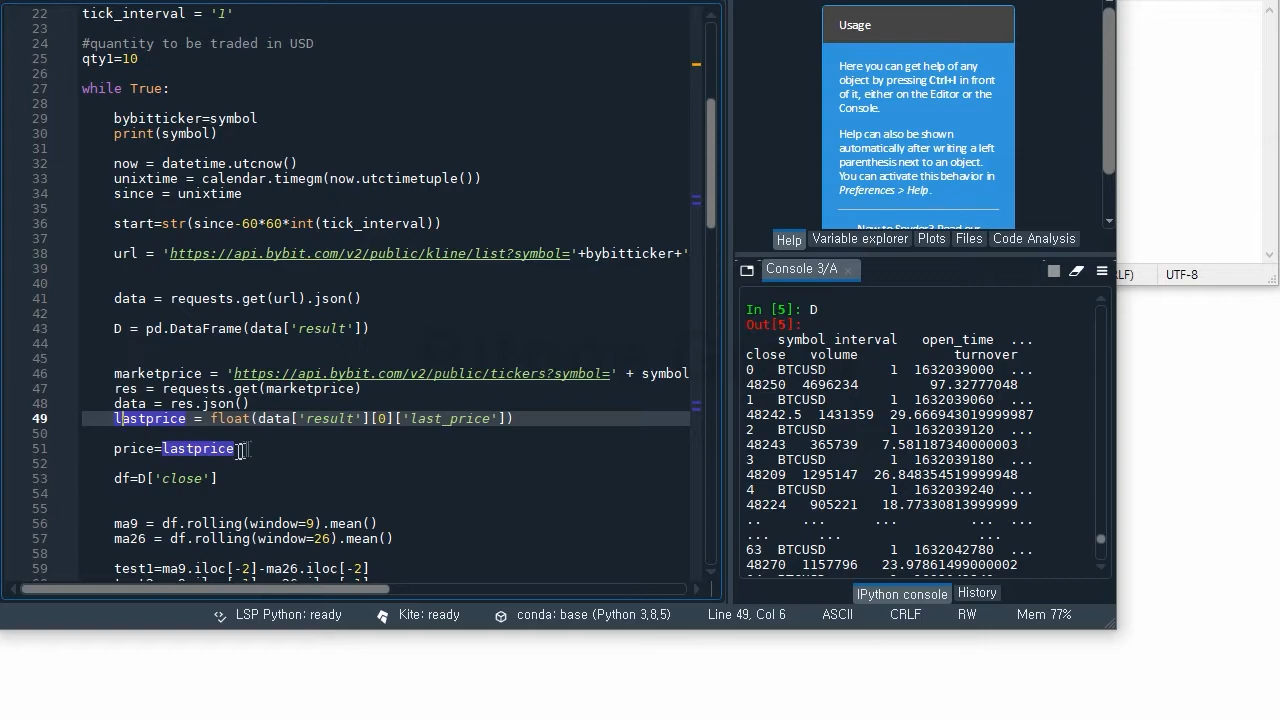 22 tick_interval = '1'
23
24 #quantity to be traded in USD
25 qty1=10
26
27 while True:
28
29 bybitticker=symbol
30 print(symbol)
31
32 now = datetime.utcnow()
33 unixtime = calendar.timegm(now.utctimetuple())
34 since = unixtime
35
36 start=str(since-60*60*int(tick_interval))
37
38 url = 'https://api.bybit.com/v2/public/kline/list?symbol='+bybitticker+'
39
40
41 data = requests.get(url).json()
42
43 D = pd.DataFrame(data['result'])
44
45
46 marketprice = 'https://api.bybit.com/v2/public/tickers?symbol=' + symbol
47 res = requests.get(marketprice)
48 data = res.json()
49 lastprice = float(data['result'][0]['last_price'])
50
51 price=lastprice
52
53 df=D['close']
54
55
56 ma9 = df.rolling(window=9).mean()
57 ma26 = df.rolling(window=26).mean()
58
59 test1=ma9.iloc[-2]-ma26.iloc[-2]
Usage
Here you can get help of any
object by pressing Ctrl+I in front
of it, either on the Editor or the
Console.
Help can also be shown
automatically after writing a left
parenthesis next to an object.
You can activate this behavior in
Preferences > Help.
New to Spyder? Read our
Help Variable explorer Plots Files Code Analysis
Console 3/A
In [5]: D
Out[5]:
symbol interval open_time ...
close volume turnover
0 BTCUSD 1 1632039000 ...
48250 4696234 97.32777048
1 BTCUSD 1 1632039060 ...
48242.5 1431359 29.666943019999987
2 BTCUSD 1 1632039120 ...
48243 365739 7.581187340000003
3 BTCUSD 1 1632039180 ...
48209 1295147 26.848354519999948
4 BTCUSD 1 1632039240 ...
48224 905221 18.77330813999999
.. ... ... ... ...
... ... ...
63 BTCUSD 1 1632042780 ...
48270 1157796 23.97861499000002
IPython console History
LSP Python: ready Kite: ready conda: base (Python 3,8,5) Line 49, Col 6 ASCII CRLF RW Mem 77%
LF) UTF-8